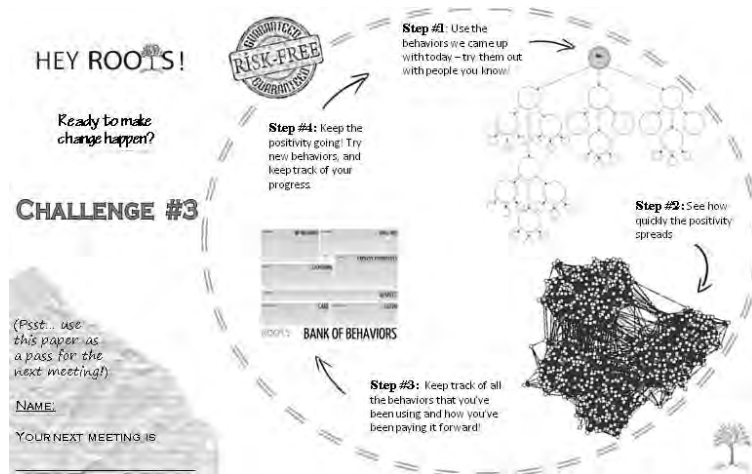 HEY ROOTS!
Ready to make
change happen?
CHALLENGE #3
(Psst... use
this paper as
a pass for the
next meeting!)
NAME:
YOUR NEXT MEETING IS
GUARANTEED
RISK-FREE
GUARANTEED
Step #1: Use the
behaviors we came up
with today – try them out
with people you know!
Step #2: See how
quickly the positivity
spreads
Step #3: Keep track of all
the behaviors that you've
been using and how you've
been paying it forward!
ROOTS
BANK OF BEHAVIORS
Step #4: Keep the
positivity going! Try
new behaviors, and
keep track of your
progress